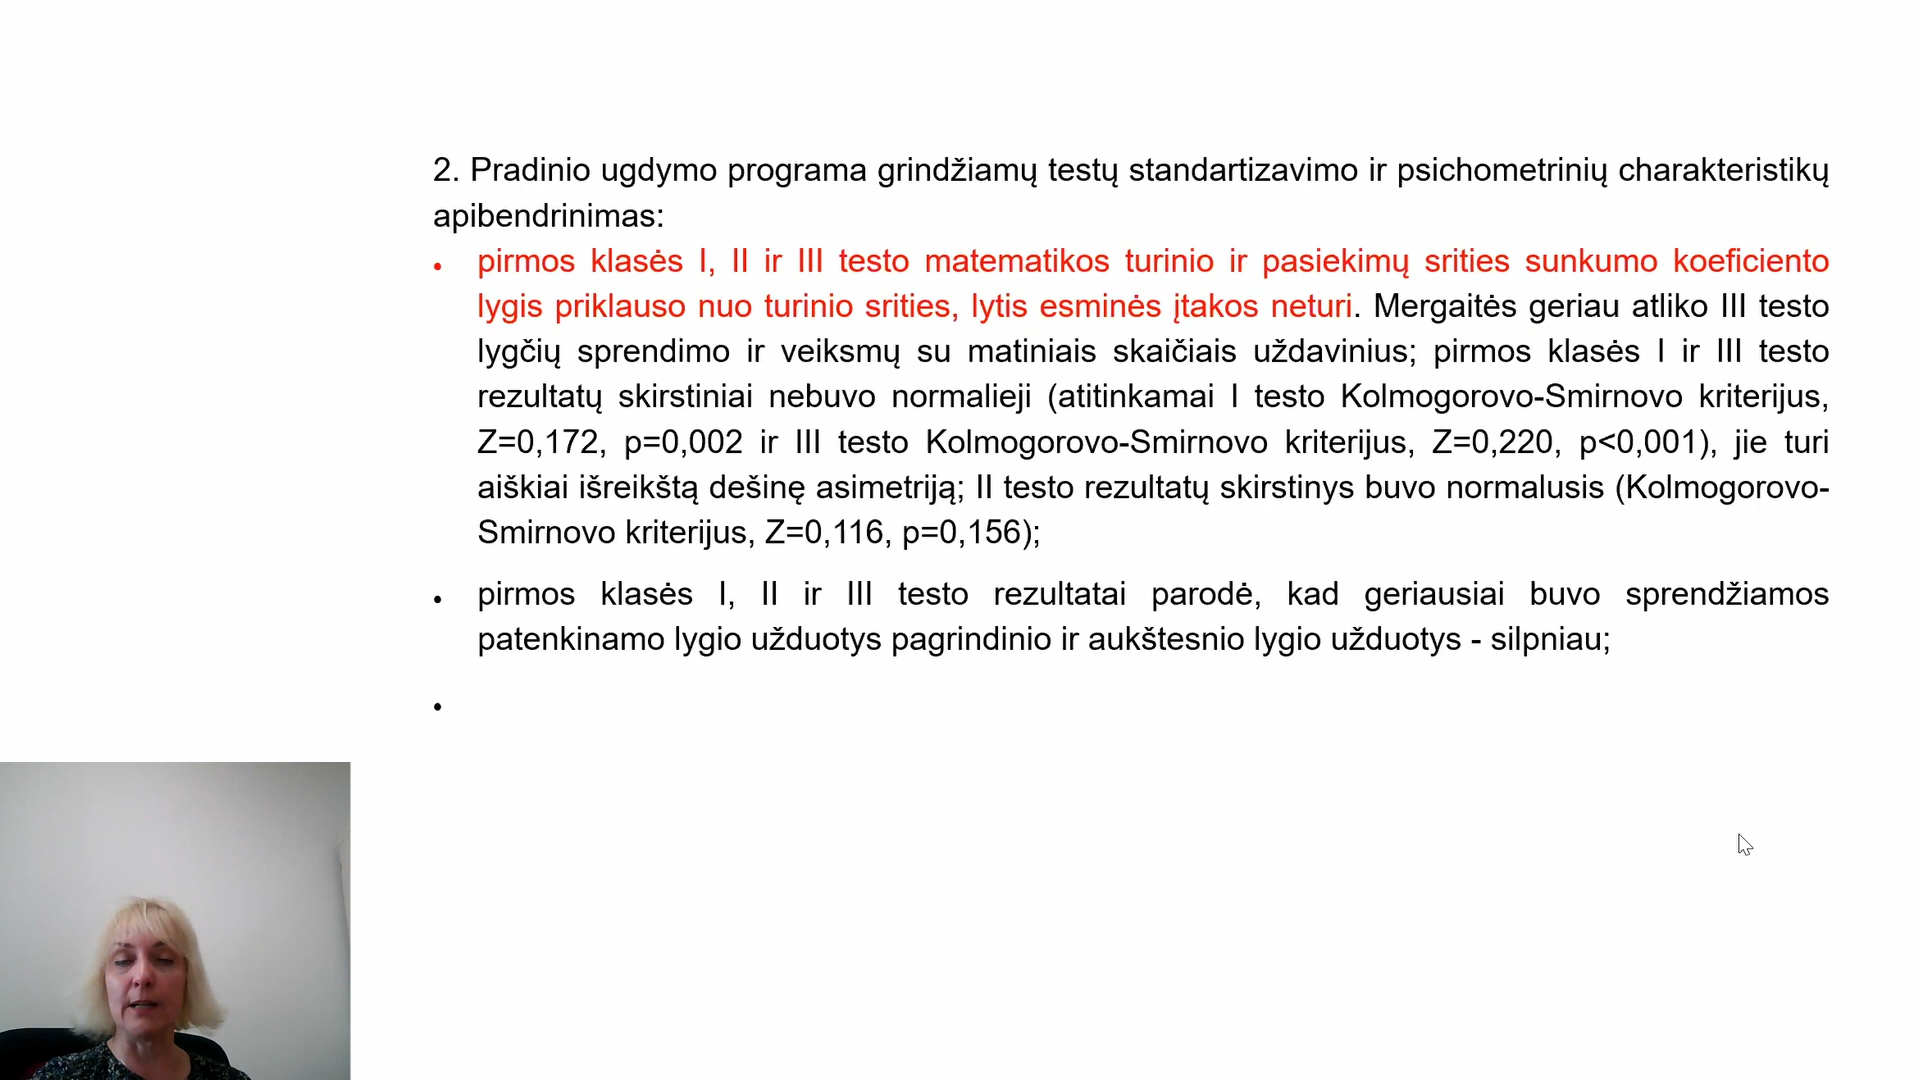 2. Pradinio ugdymo programa grindžiamų testų standartizavimo ir psichometrinių charakteristikų
apibendrinimas:
• pirmos klasės I, II ir III testo matematikos turinio ir pasiekimų srities sunkumo koeficiento
lygis priklauso nuo turinio srities, lytis esminės įtakos neturi. Mergaitės geriau atliko III testo
lygčių sprendimo ir veiksmų su matiniais skaičiais uždavinius; pirmos klasės I ir III testo
rezultatų skirstiniai nebuvo normalieji (atitinkamai I testo Kolmogorovo-Smirnovo kriterijus,
Z=0,172, p=0,002 ir III testo Kolmogorovo-Smirnovo kriterijus, Z=0,220, p<0,001), jie turi
aiškiai išreikštą dešinę asimetriją; II testo rezultatų skirstinys buvo normalusis (Kolmogorovo-
Smirnovo kriterijus, Z=0,116, p=0,156);
• pirmos klasės I, II ir III testo rezultatai parodė, kad geriausiai buvo sprendžiamos
patenkinamo lygio užduotys pagrindinio ir aukštesnio lygio užduotys - silpniau;
•